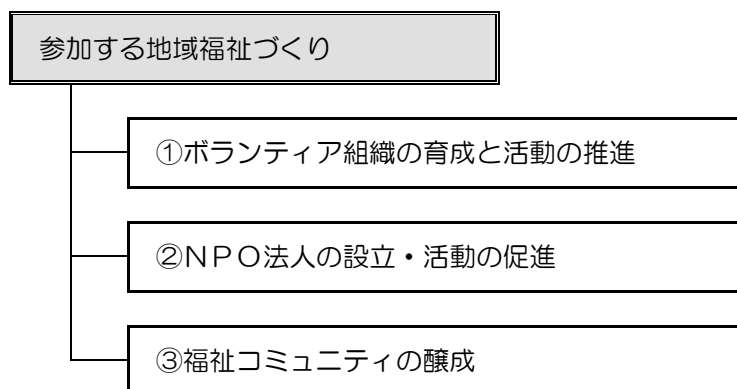 参加する地域福祉づくり
①ボランティア組織の育成と活動の推進
②ＮＰＯ法人の設立・活動の促進
③福祉コミュニティの醸成